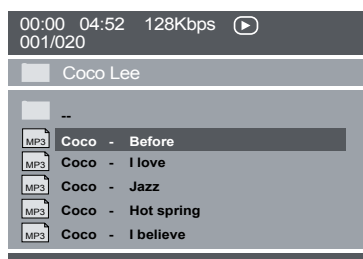 00:00 04:52 128Kbps
001/020
Coco Lee
--
MP3 Coco - Before
MP3 Coco - I love
MP3 Coco - Jazz
MP3 Coco - Hot spring
MP3 Coco - I believe